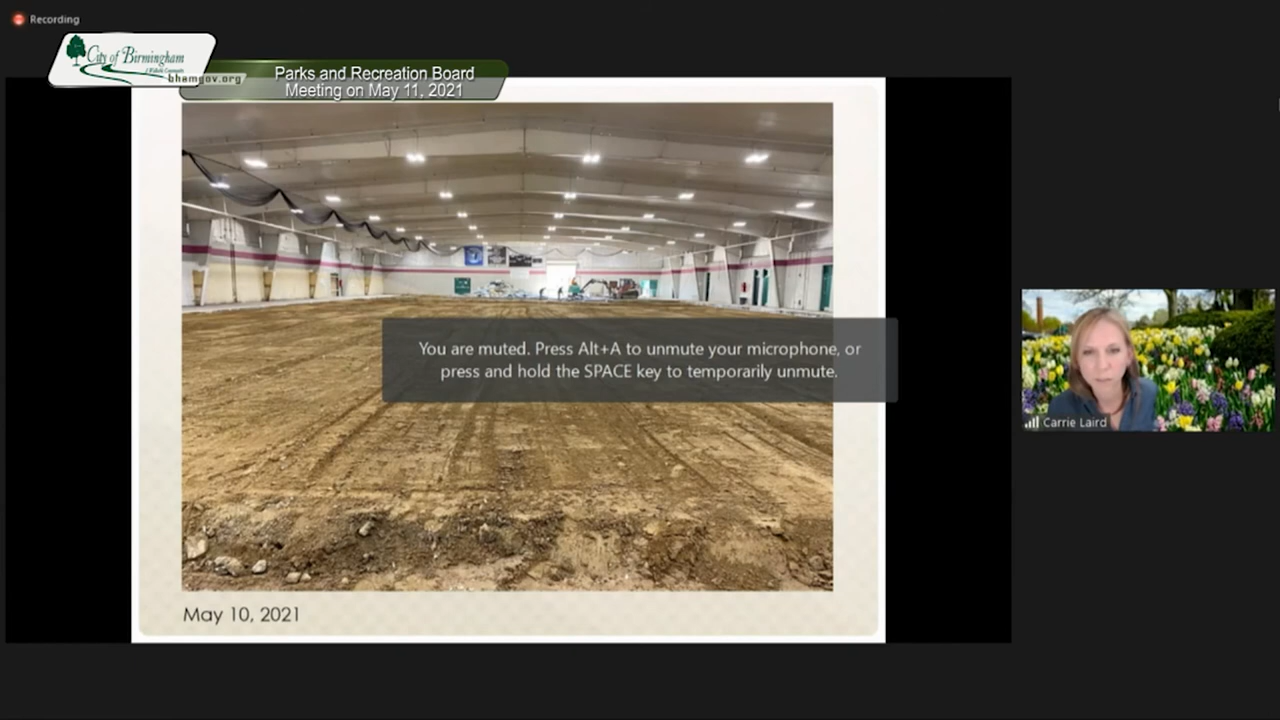 Recording
City of Birmingham
A Walkable Community
bhamgov.org
Parks and Recreation Board
Meeting on May 11, 2021
You are muted. Press Alt+A to unmute your microphone, or
press and hold the SPACE key to temporarily unmute.
Carrie Laird
May 10, 2021